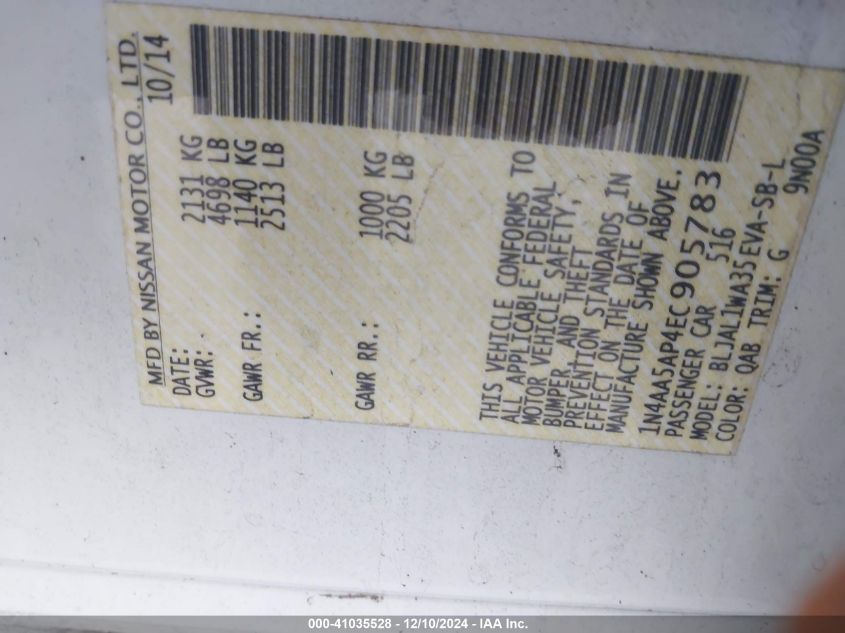 MFD BY NISSAN MOTOR CO., LTD.
DATE: 10/14
GVWR: 2131 KG
4698 LB
GAWR FR.: 1140 KG
2513 LB
GAWR RR.: 1000 KG
2205 LB
THIS VEHICLE CONFORMS TO
ALL APPLICABLE FEDERAL
MOTOR VEHICLE SAFETY,
BUMPER AND THEFT
PREVENTION STANDARDS IN
EFFECT ON THE DATE OF
MANUFACTURE SHOWN ABOVE.
1N4AA5AP4EC905783
PASSENGER CAR 516
MODEL: BLJAL1WA35EVA-SB-L
COLOR: QAB TRIM: G 9N00A
000-41035528 - 12/10/2024 - IAA Inc.